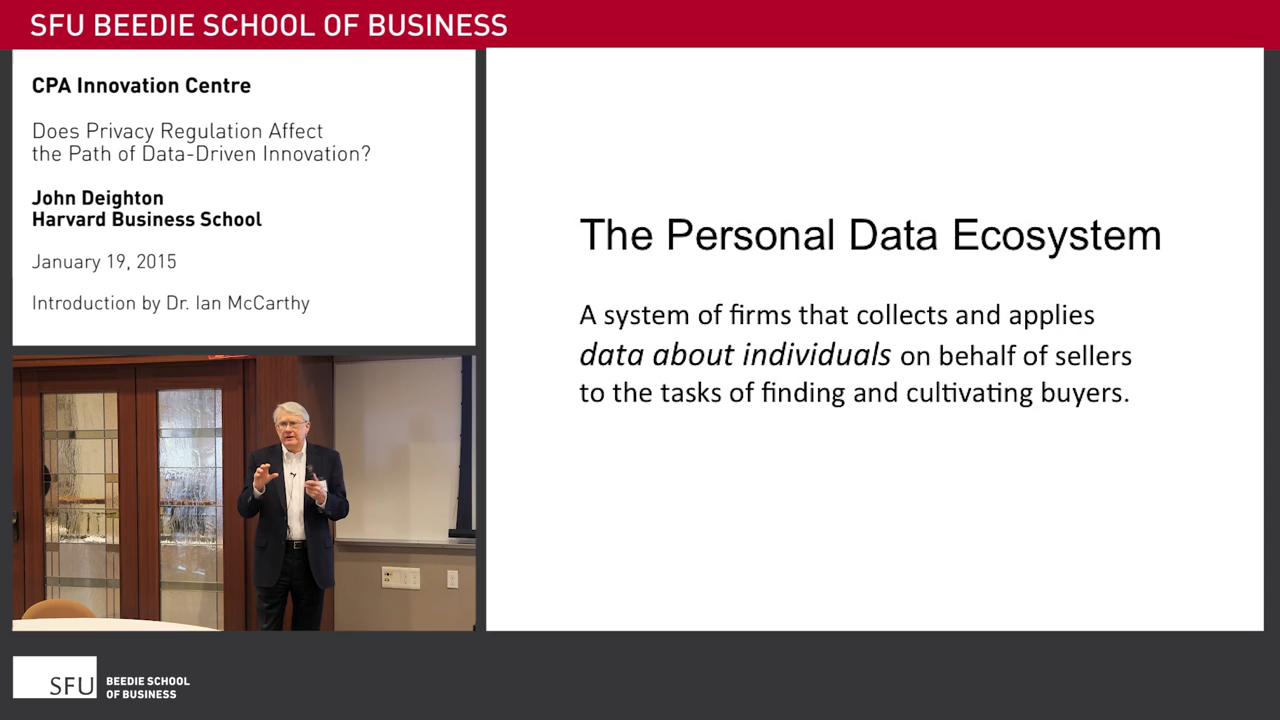 SFU BEEDIE SCHOOL OF BUSINESS
CPA Innovation Centre
Does Privacy Regulation Affect
the Path of Data-Driven Innovation?
John Deighton
Harvard Business School
January 19, 2015
Introduction by Dr. Ian McCarthy
The Personal Data Ecosystem
A system of firms that collects and applies
data about individuals on behalf of sellers
to the tasks of finding and cultivating buyers.
SFU
BEEDIE SCHOOL
OF BUSINESS